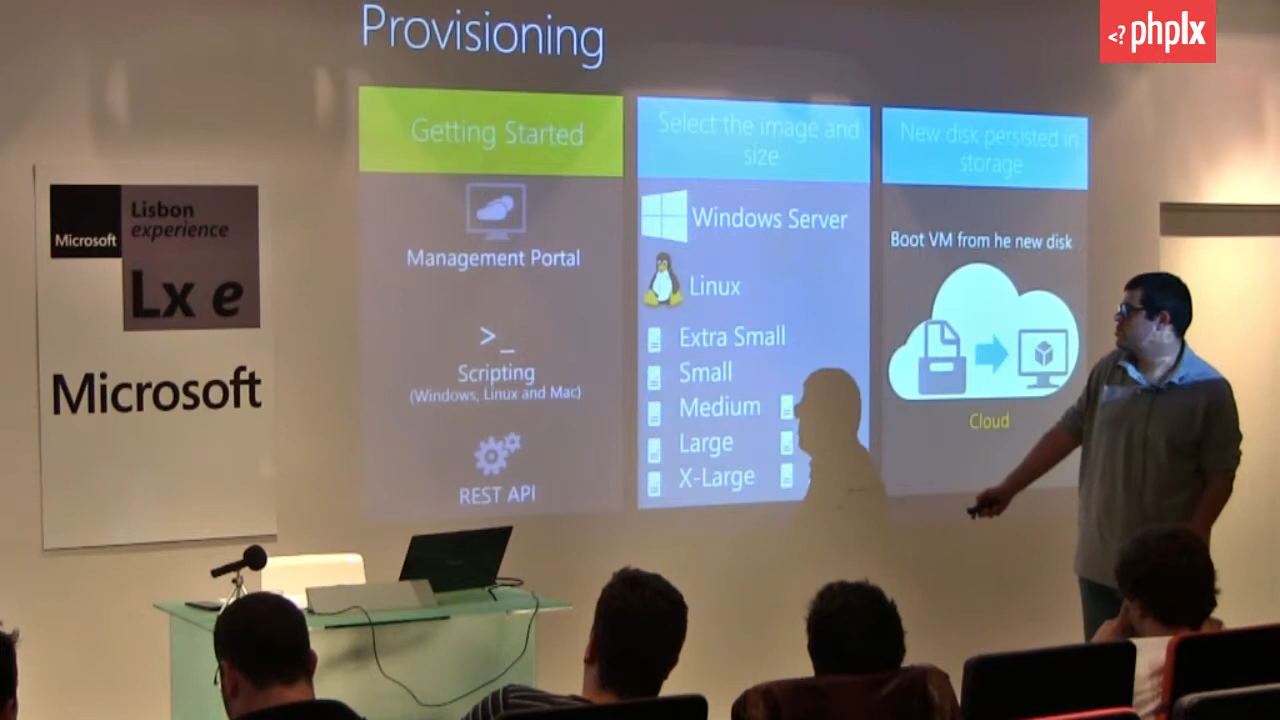 Provisioning
<? phplx
Getting Started
Management Portal
>_
Scripting
(Windows, Linux and Mac)
REST API
Select the image and
size
Windows Server
Linux
Extra Small
Small
Medium
Large
X-Large
New disk persisted in
storage
Boot VM from he new disk
Cloud
Microsoft
Lisbon
experience
Lx e
Microsoft